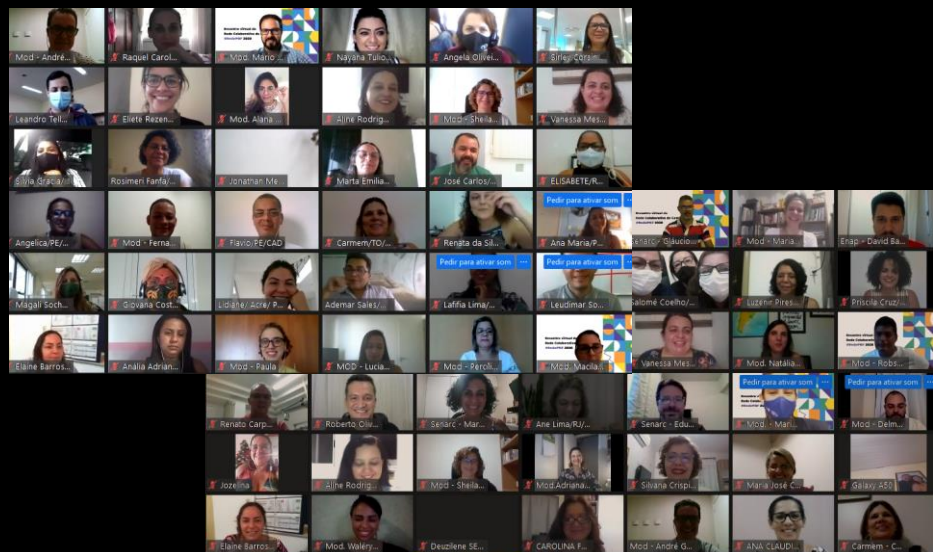 Mod - André...
Raquel Carol...
Mod. Mário ...
Nayana Túlio...
Angela Olivei...
Sirley Çoraim...
Leandro Tell...
Eliete Rezen...
Mod. Alana ...
Aline Rodrig...
Mod - Sheila...
Vanessa Mes...
Silvia Gracia/...
Rosimeri Fanfa/...
Jonathan Me...
Marta Emilia...
José Carlos/...
ELISABETE/R...
Angelica/PE/...
Mod - Ferna...
Flavio PE/CAD
Carmem/TO/...
Renata da Sil...
Pedir para ativar som ...
Ana Maria/P...
Senarc - Gláucio...
Mod - Maria...
Enap - David Ba...
Magali Soch...
Giovana Cost...
Lidiane/ Acre/ P...
Ademar Sales/...
Pedir para ativar som ...
Lafifia Lima/...
Pedir para ativar som ...
Leudimar So...
Salomé Coelho/...
Luzenir Pires...
Priscila Cruz/...
Elaine Barros...
Anália Adrian...
Mod - Paula
MOD - Lucia...
Mod - Percíli...
Mod. Macila...
Vanessa Mes...
Mod. Natália...
Mod - Robs...
Renato Carp...
Roberto Oliv...
Senarc - Mar...
Ane Lima/RJ/...
Senarc - Edu...
Pedir para ativar som ...
Mod. - Mari...
Pedir para ativar som ...
Mod - Delm...
Jozelina
Aline Rodrig...
Mod - Sheila...
Mod.Adriana...
Silvana Crispi...
Maria José C...
Galaxy A50
Elaine Barros...
Mod. Waléry...
Deuzilene SE...
CAROLINA F...
Mod - André G...
ANA CLAUDI...
Carmem - C...